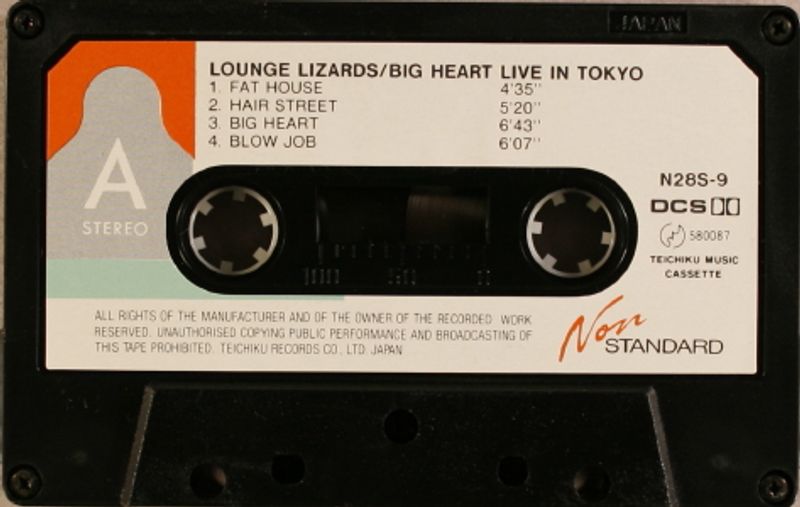 JAPAN
LOUNGE LIZARDS/BIG HEART LIVE IN TOKYO
1. FAT HOUSE 4'35"
2. HAIR STREET 5'20"
3. BIG HEART 6'43"
4. BLOW JOB 6'07"
A
STEREO
N28S-9
DCS
580087
TEICHIKU MUSIC
CASSETTE
100 50 0
ALL RIGHTS OF THE MANUFACTURER AND OF THE OWNER OF THE RECORDED WORK
RESERVED. UNAUTHORISED COPYING PUBLIC PERFORMANCE AND BROADCASTING OF
THIS TAPE PROHIBITED. TEICHIKU RECORDS CO., LTD. JAPAN
Non
STANDARD